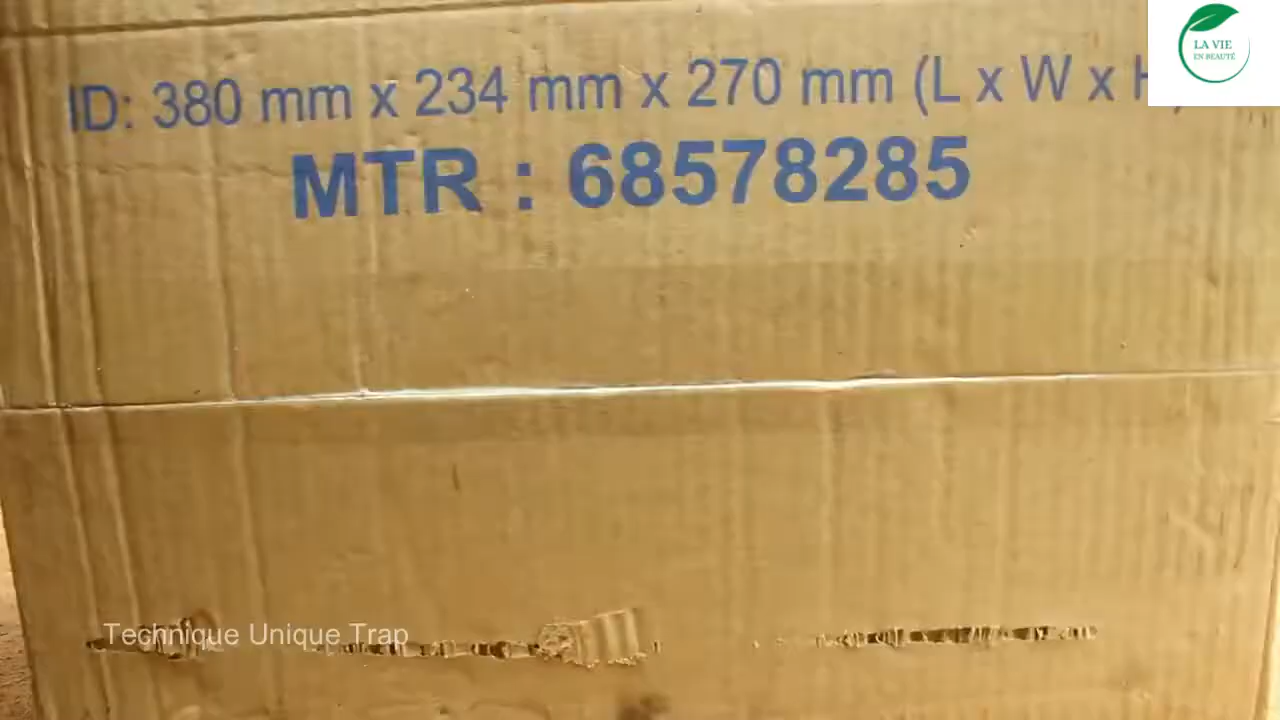 LA VIE
EN BEAUTÉ
ID: 380 mm x 234 mm x 270 mm (L x W x H)
MTR : 68578285
Technique Unique Trap